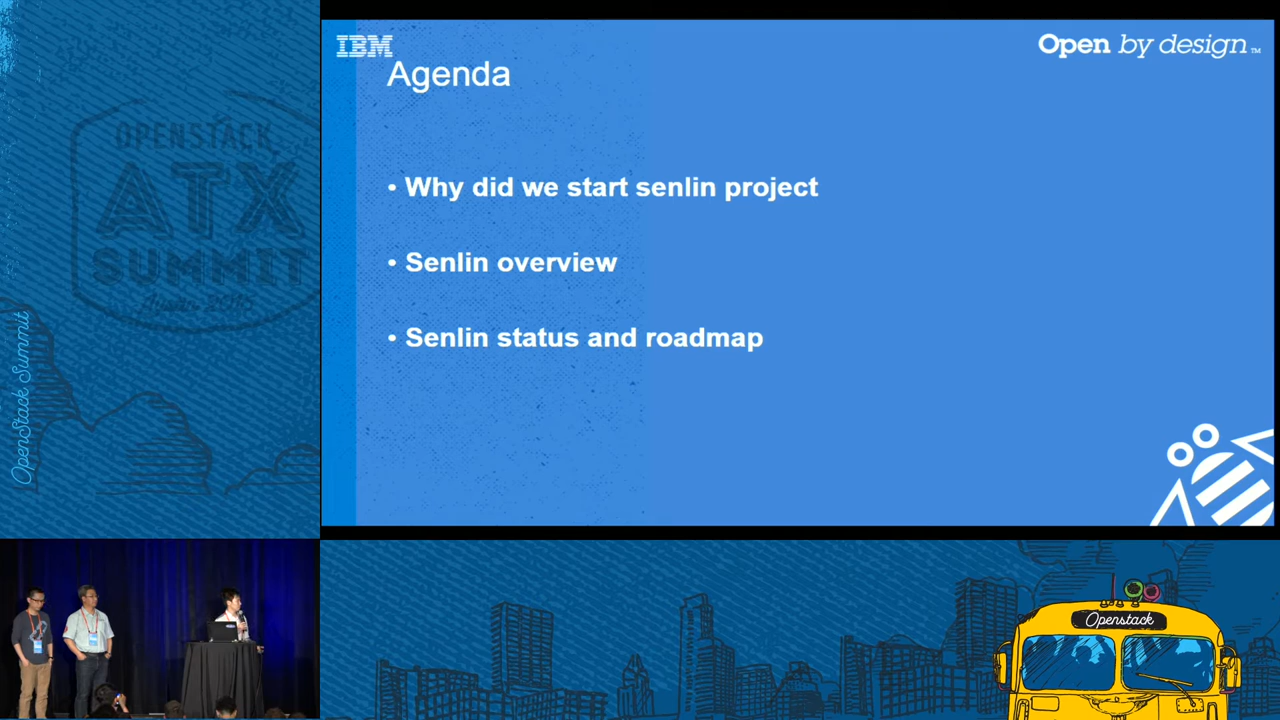 IBM
Open by design™
Agenda
• Why did we start senlin project
• Senlin overview
• Senlin status and roadmap
OPENSTACK
ATX
SUMMIT
OpenStack Summit
Openstack